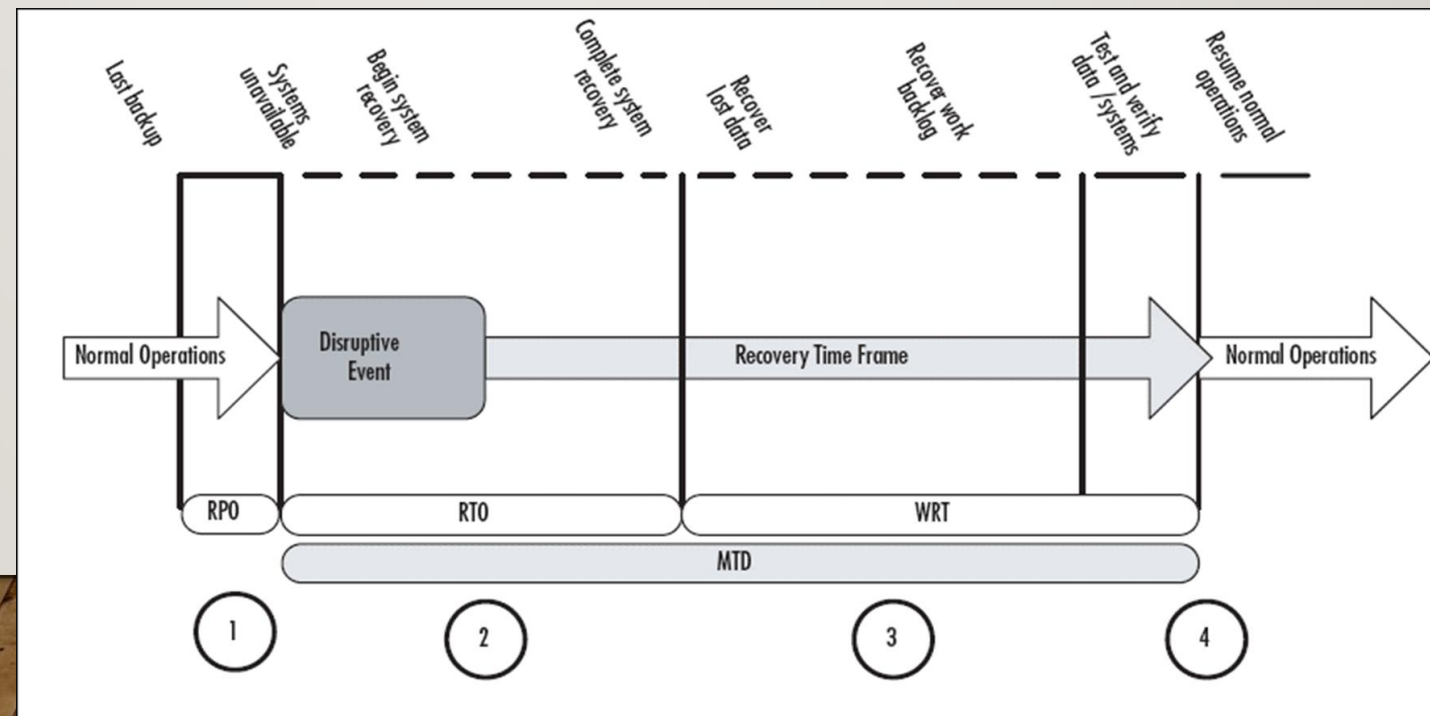 Last backup
Systems
unavailable
Begin system
recovery
Complete system
recovery
Recover
lost data
Recover work
backlog
Test and verify
data /systems
Resume normal
operations
Normal Operations
Disruptive
Event
Recovery Time Frame
Normal Operations
RPO
RTO
WRT
MTD
1
2
3
4